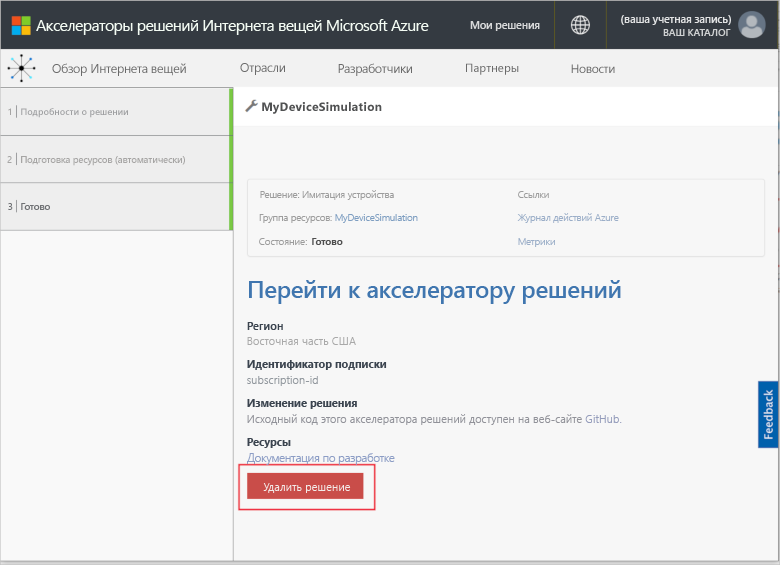 Акселераторы решений Интернета вещей Microsoft Azure
Мои решения
(ваша учетная запись)
ВАШ КАТАЛОГ
Обзор Интернета вещей
Отрасли
Разработчики
Партнеры
Новости
1 | Подробности о решении
2 | Подготовка ресурсов (автоматически)
3 | Готово
MyDeviceSimulation
Решение: Имитация устройства
Ссылки
Группа ресурсов: MyDeviceSimulation
Журнал действий Azure
Состояние: Готово
Метрики
Перейти к акселератору решений
Регион
Восточная часть США
Идентификатор подписки
subscription-id
Изменение решения
Исходный код этого акселератора решений доступен на веб-сайте GitHub.
Ресурсы
Документация по разработке
Удалить решение
Feedback